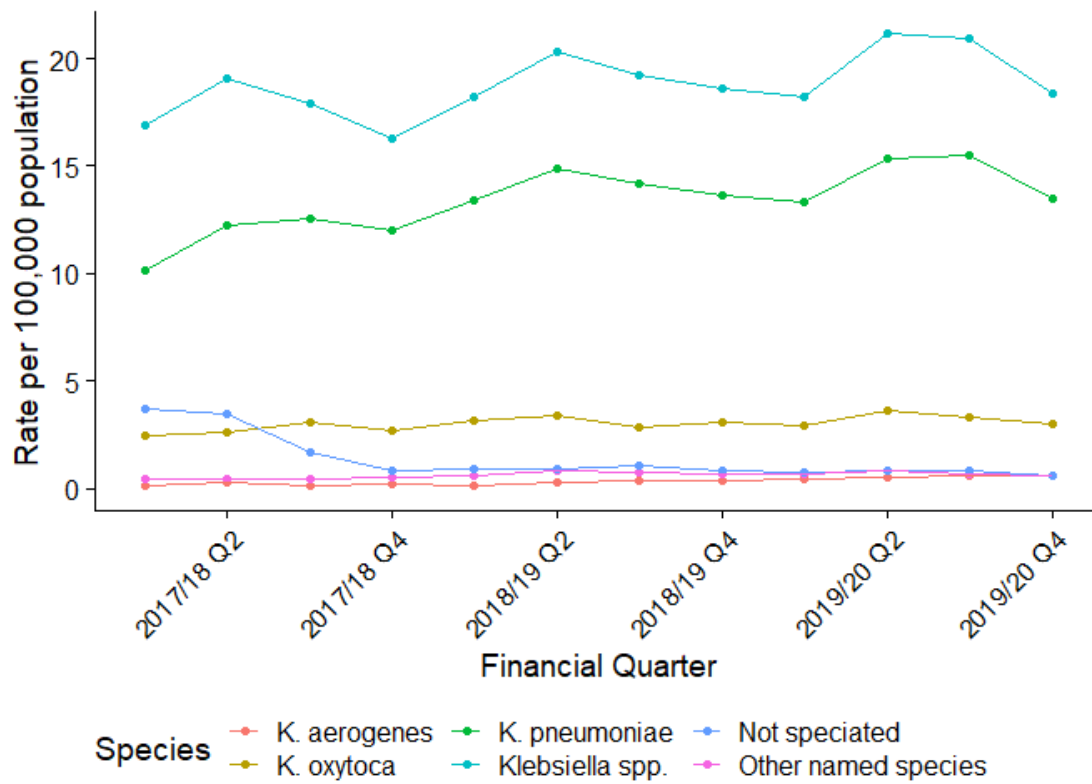 Rate per 100,000 population
20
15
10
5
0
2017/18 Q2
2017/18 Q4
2018/19 Q2
2018/19 Q4
2019/20 Q2
2019/20 Q4
Financial Quarter
Species
K. aerogenes
K. pneumoniae
Not speciated
K. oxytoca
Klebsiella spp.
Other named species